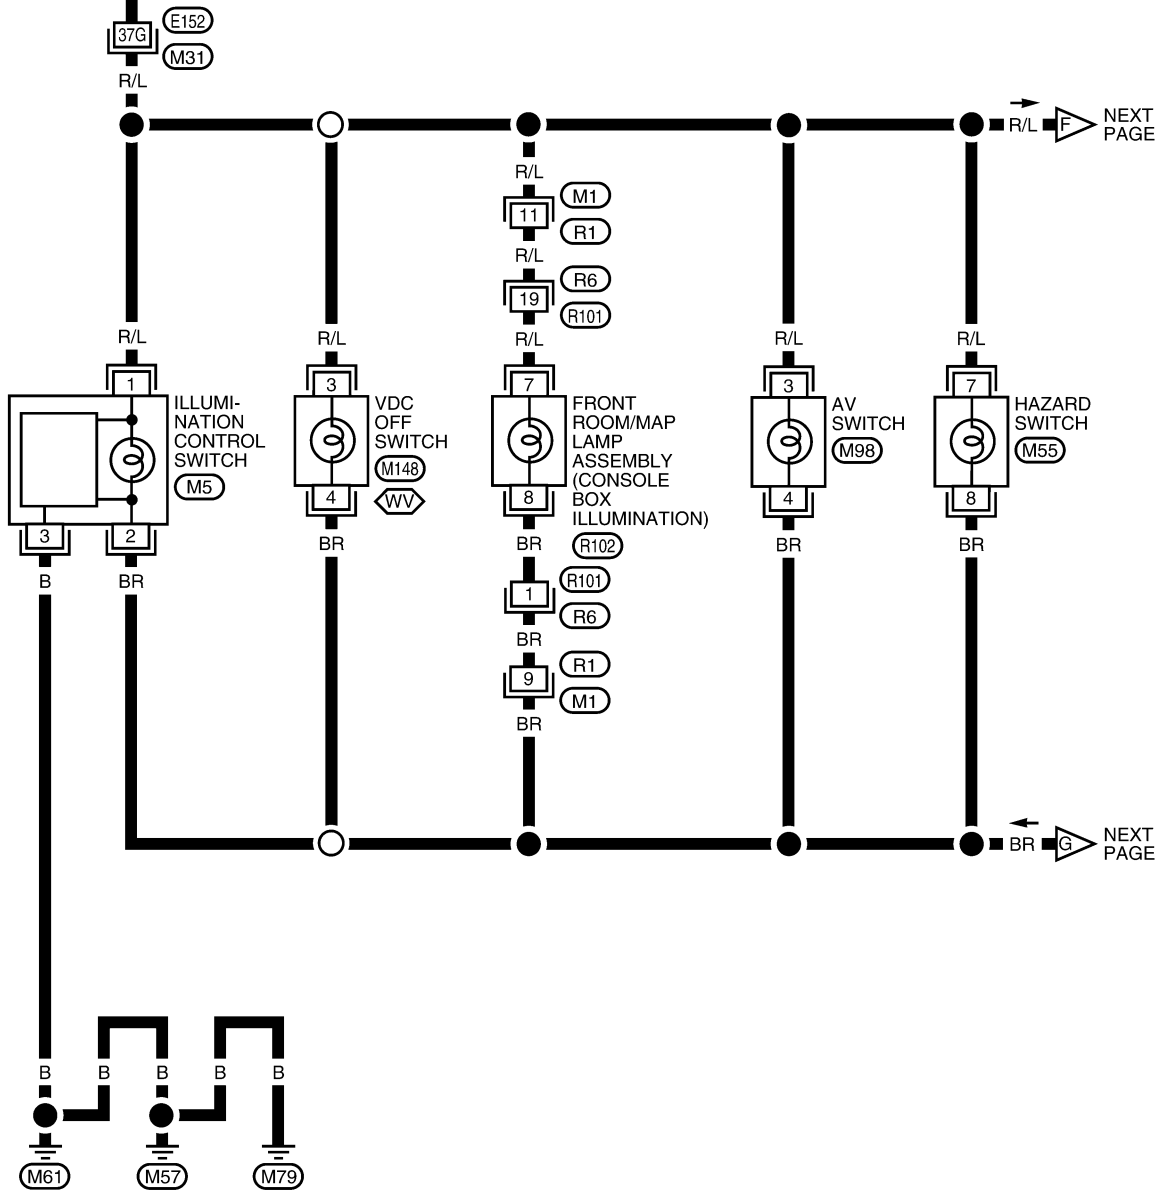 37G
E152
M31
R/L
R/L
F
NEXT
PAGE
R/L
11
M1
R1
R/L
19
R6
R101
R/L
R/L
R/L
R/L
R/L
1
3
7
3
7
ILLUMI-
NATION
CONTROL
SWITCH
M5
VDC
OFF
SWITCH
M148
WV
FRONT
ROOM/MAP
LAMP
ASSEMBLY
(CONSOLE
BOX
ILLUMINATION)
R102
AV
SWITCH
M98
HAZARD
SWITCH
M55
3
2
4
8
4
8
B
BR
BR
BR
BR
BR
1
R101
R6
BR
9
R1
M1
BR
BR
G
NEXT
PAGE
B
B
B
B
B
M61
M57
M79